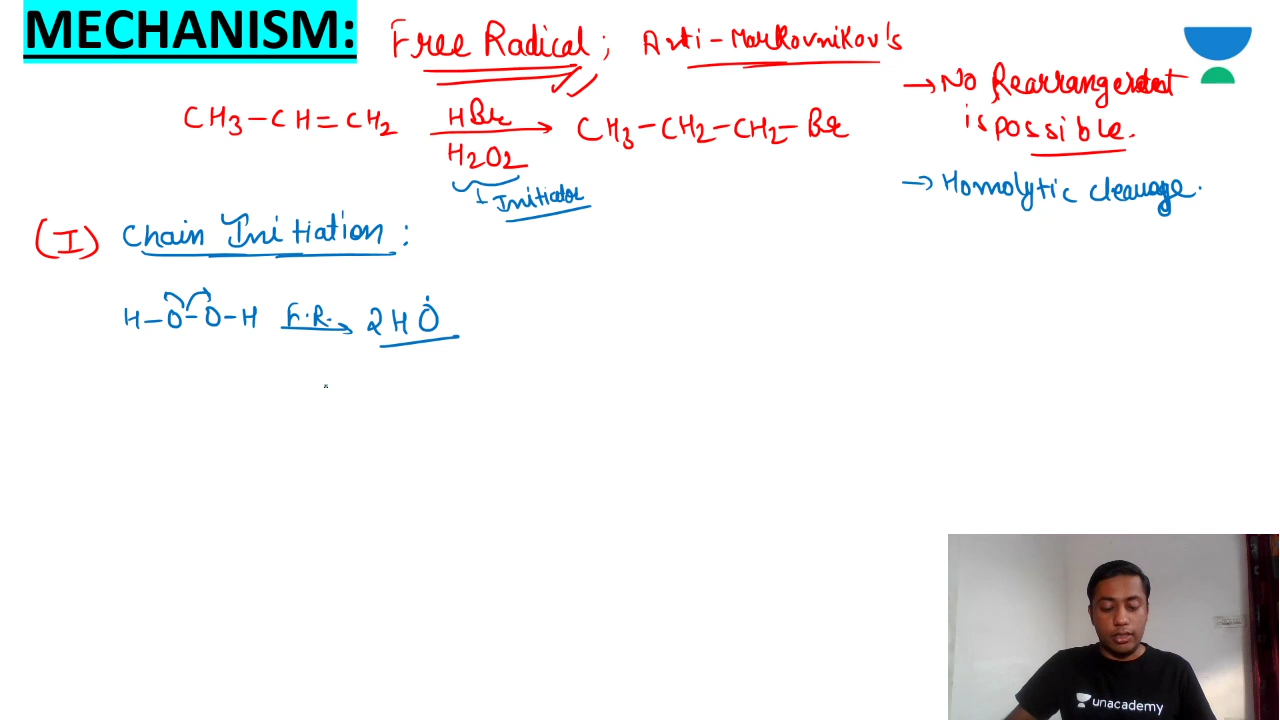 MECHANISM:
Free Radical ; Anti-Markovnikov's
→ No Rearrangement is possible.
CH3-CH=CH2 HBr H2O2 → CH3-CH2-CH2-Br
Initiator
→ Homolytic cleavage.
(I) Chain Initiation :
H-O-O-H F.R. → 2HȮ
unacademy